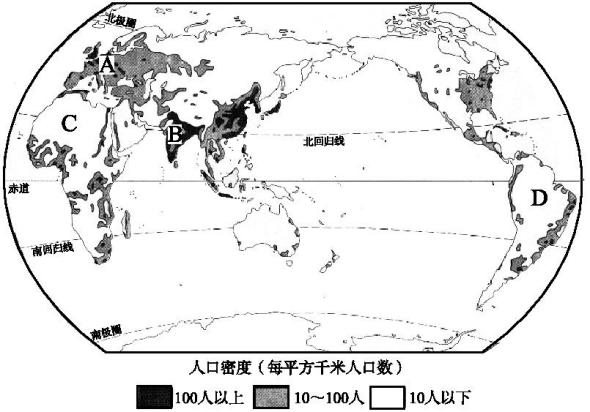 北极圈
A
B
C
北回归线
赤道
D
南回归线
南极圈
人口密度（每平方千米人口数）
100人以上 10～100人 10人以下